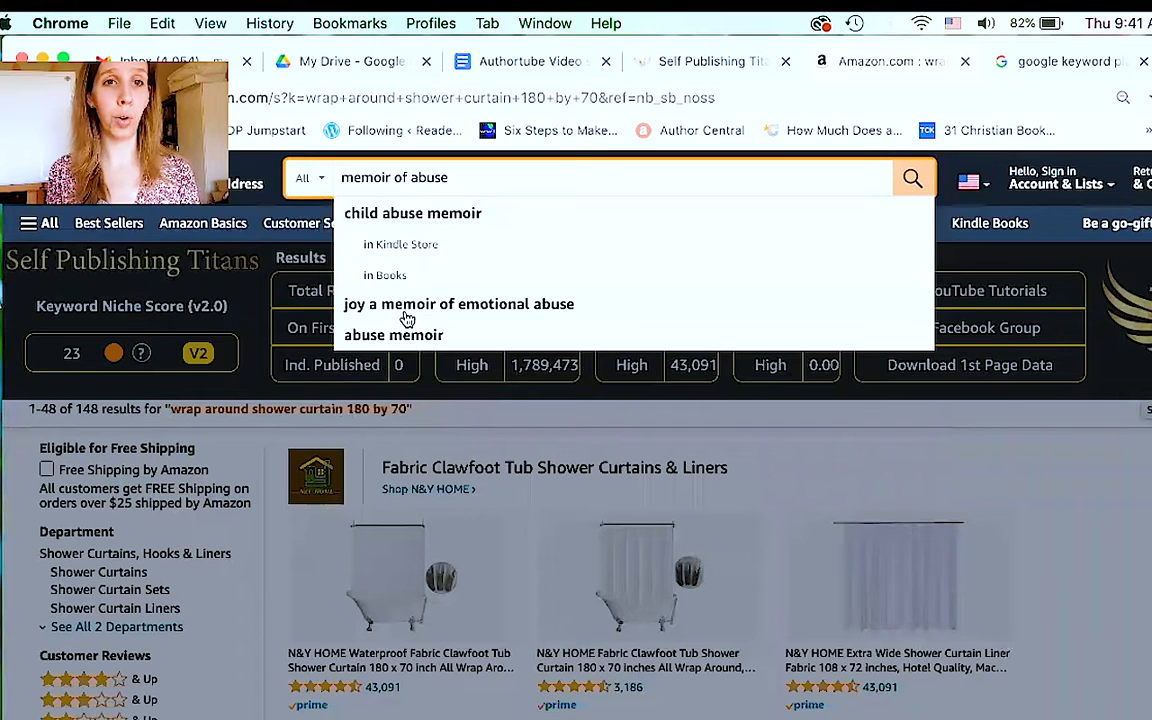 Chrome File Edit View History Bookmarks Profiles Tab Window Help 82% Thu 9:41
My Drive - Google Authortube Video s Self Publishing Tit Amazon.com : wra google keyword pl
n.com/s?k=wrap+around+shower+curtain+180+by+70&ref=nb_sb_noss
DP Jumpstart Following ‹ Reade... Six Steps to Make... Author Central How Much Does a... 31 Christian Book... »
All memoir of abuse Hello, Sign in
dress Account & Lists
child abuse memoir
in Kindle Store
in Books
joy a memoir of emotional abuse
abuse memoir
All Best Sellers Amazon Basics Customer S Kindle Books Be a go-gift
Self Publishing Titans Results
Keyword Niche Score (v2.0) Total R ouTube Tutorials
On Firs Facebook Group
23 ? V2 Ind. Published 0 High 1,789,473 High 43,091 High 0.00 Download 1st Page Data
1-48 of 148 results for "wrap around shower curtain 180 by 70"
Eligible for Free Shipping
Free Shipping by Amazon
All customers get FREE Shipping on
orders over $25 shipped by Amazon
Department
Shower Curtains, Hooks & Liners
Shower Curtains
Shower Curtain Sets
Shower Curtain Liners
See All 2 Departments
Customer Reviews
& Up
& Up
N&Y HOME
Fabric Clawfoot Tub Shower Curtains & Liners
Shop N&Y HOME ›
N&Y HOME Waterproof Fabric Clawfoot Tub
Shower Curtain 180 x 70 inch All Wrap Aro...
43,091
prime
N&Y HOME Fabric Clawfoot Tub Shower
Curtain 180 x 70 inches All Wrap Around,...
3,186
prime
N&Y HOME Extra Wide Shower Curtain Liner
Fabric 108 x 72 inches, Hotel Quality, Mac...
43,091
prime